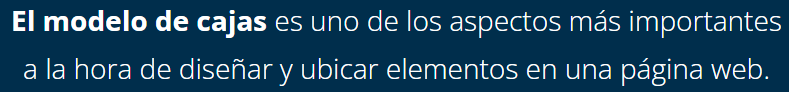 El modelo de cajas es uno de los aspectos más importantes
a la hora de diseñar y ubicar elementos en una página web.